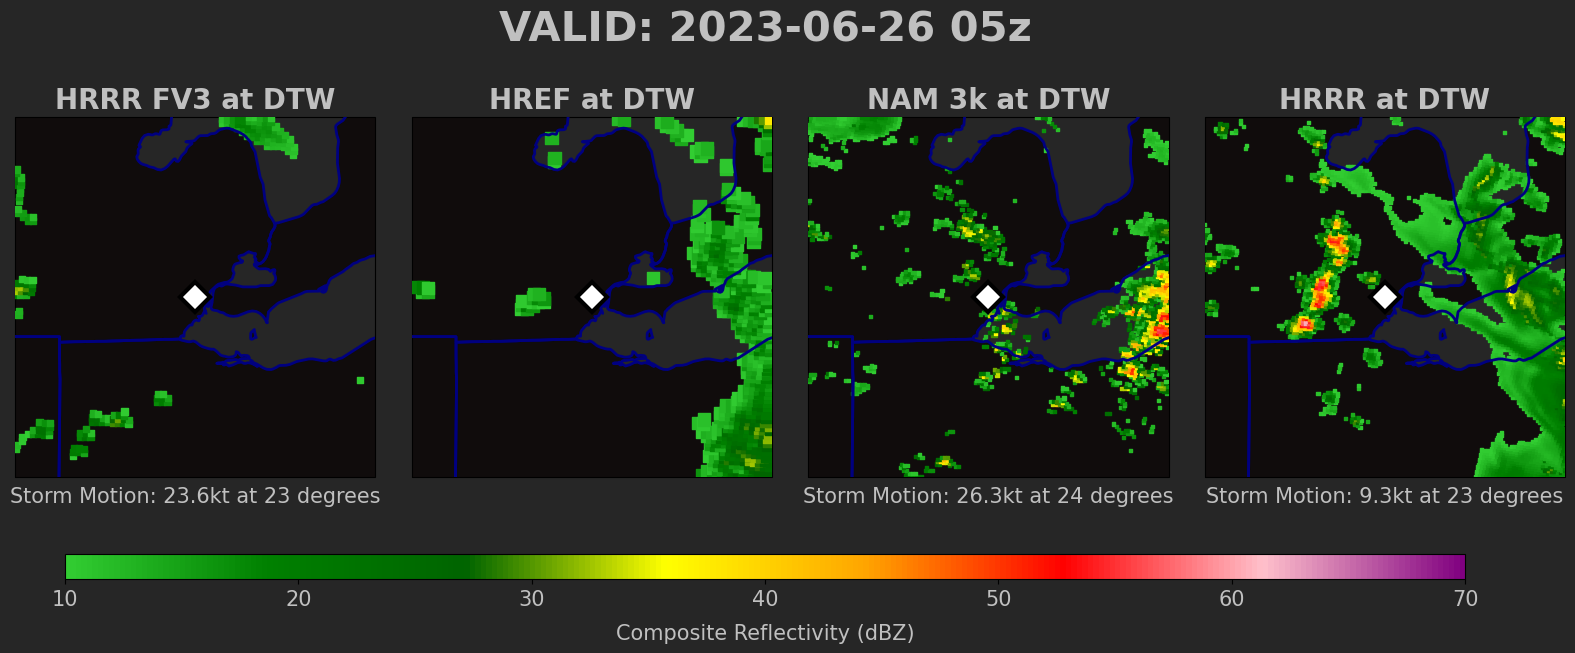 VALID: 2023-06-26 05z
HRRR FV3 at DTW
HREF at DTW
NAM 3k at DTW
HRRR at DTW
Storm Motion: 23.6kt at 23 degrees
Storm Motion: 26.3kt at 24 degrees
Storm Motion: 9.3kt at 23 degrees
10 20 30 40 50 60 70
Composite Reflectivity (dBZ)